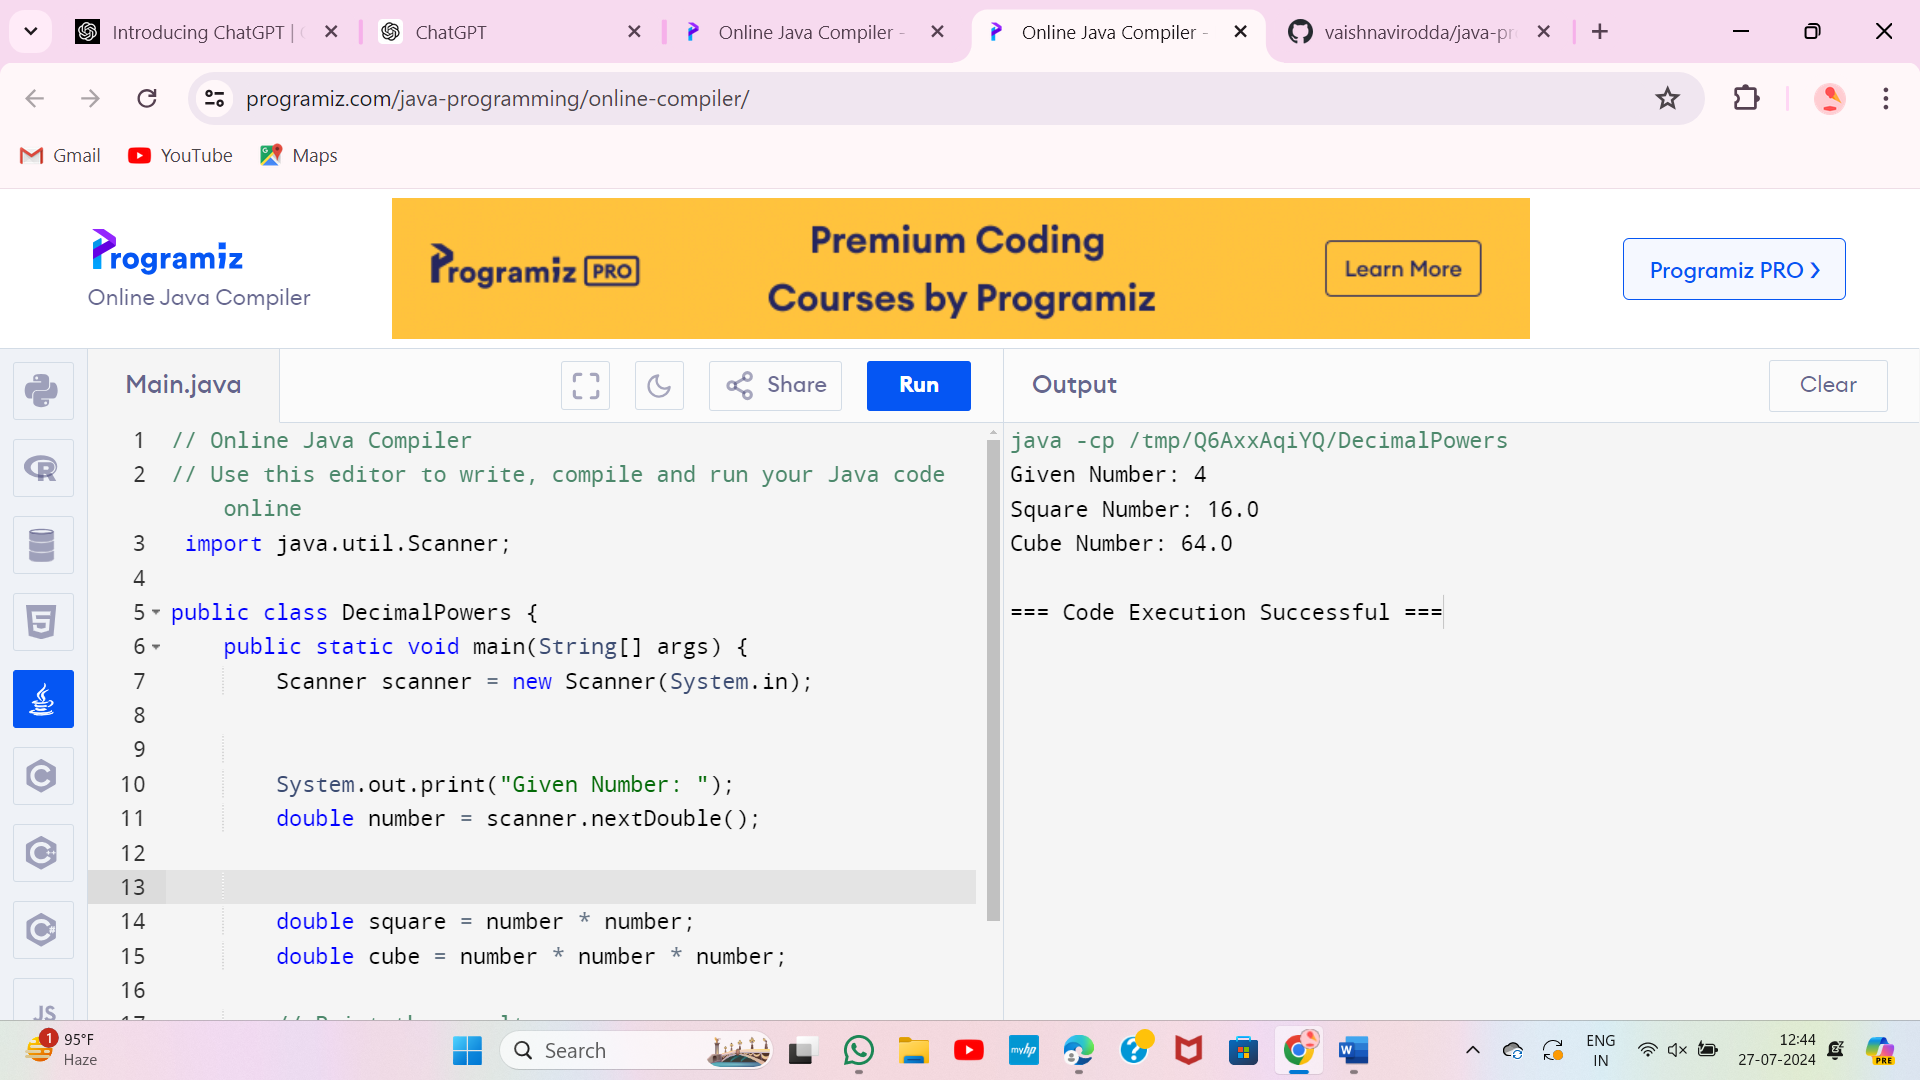 Introducing ChatGPT |
ChatGPT
Online Java Compiler -
Online Java Compiler -
vaishnavirodda/java-pr
programiz.com/java-programming/online-compiler/
Gmail
YouTube
Maps
Programiz
Online Java Compiler
Programiz PRO
Premium Coding
Courses by Programiz
Learn More
Programiz PRO ❯
Main.java
Share
Run
Output
Clear
1 // Online Java Compiler
2 // Use this editor to write, compile and run your Java code
online
3 import java.util.Scanner;
4
5 public class DecimalPowers {
6 public static void main(String[] args) {
7 Scanner scanner = new Scanner(System.in);
8
9
10 System.out.print("Given Number: ");
11 double number = scanner.nextDouble();
12
13
14 double square = number * number;
15 double cube = number * number * number;
16
java -cp /tmp/Q6AxxAqiYQ/DecimalPowers
Given Number: 4
Square Number: 16.0
Cube Number: 64.0
=== Code Execution Successful ===
JS
1
95°F
Haze
Search
myhp
ENG
IN
12:44
27-07-2024
PRE